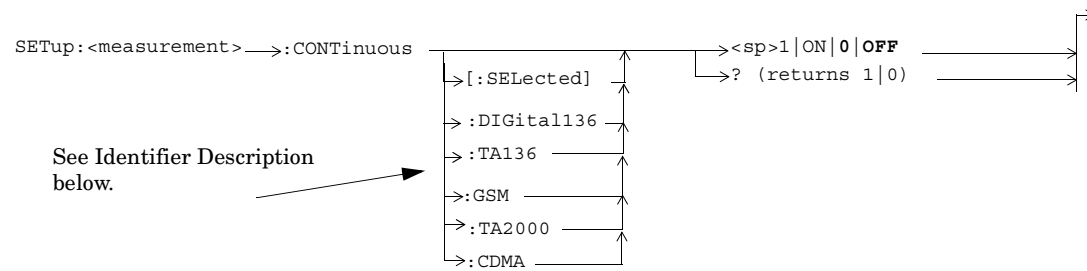 SETup:<measurement> :CONTinuous <sp>1|ON|0|OFF
[:SELected] ? (returns 1|0)
:DIGital136
See Identifier Description
below.
:TA136
:GSM
:TA2000
:CDMA